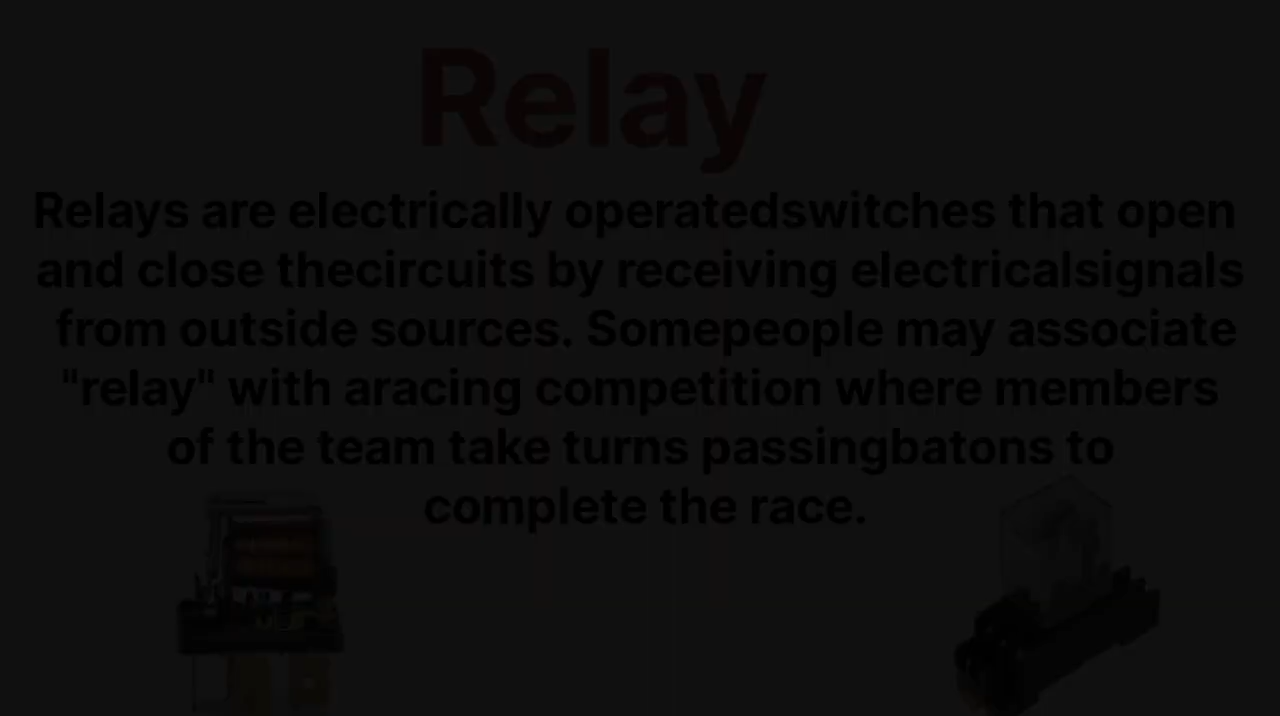 Relay
Relays are electrically operatedswitches that open
and close thecircuits by receiving electricalsignals
from outside sources. Somepeople may associate
"relay" with aracing competition where members
of the team take turns passingbatons to
complete the race.